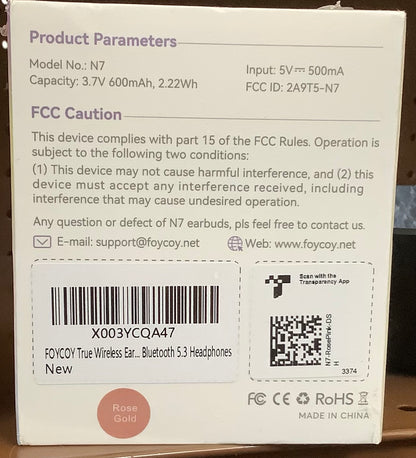 Product Parameters
Model No.: N7
Input: 5V⎓500mA
Capacity: 3.7V 600mAh, 2.22Wh
FCC ID: 2A9T5-N7
FCC Caution
This device complies with part 15 of the FCC Rules. Operation is
subject to the following two conditions:
(1) This device may not cause harmful interference, and (2) this
device must accept any interference received, including
interference that may cause undesired operation.
Any question or defect of N7 earbuds, pls feel free to contact us.
E-mail: support@foycoy.net
Web: www.foycoy.net
X003YCQA47
FOYCOY True Wireless Ear... Bluetooth 5.3 Headphones
New
Scan with the
Transparency App
N7-RosePink-DS
H
3374
Rose
Gold
FC CE RoHS
MADE IN CHINA